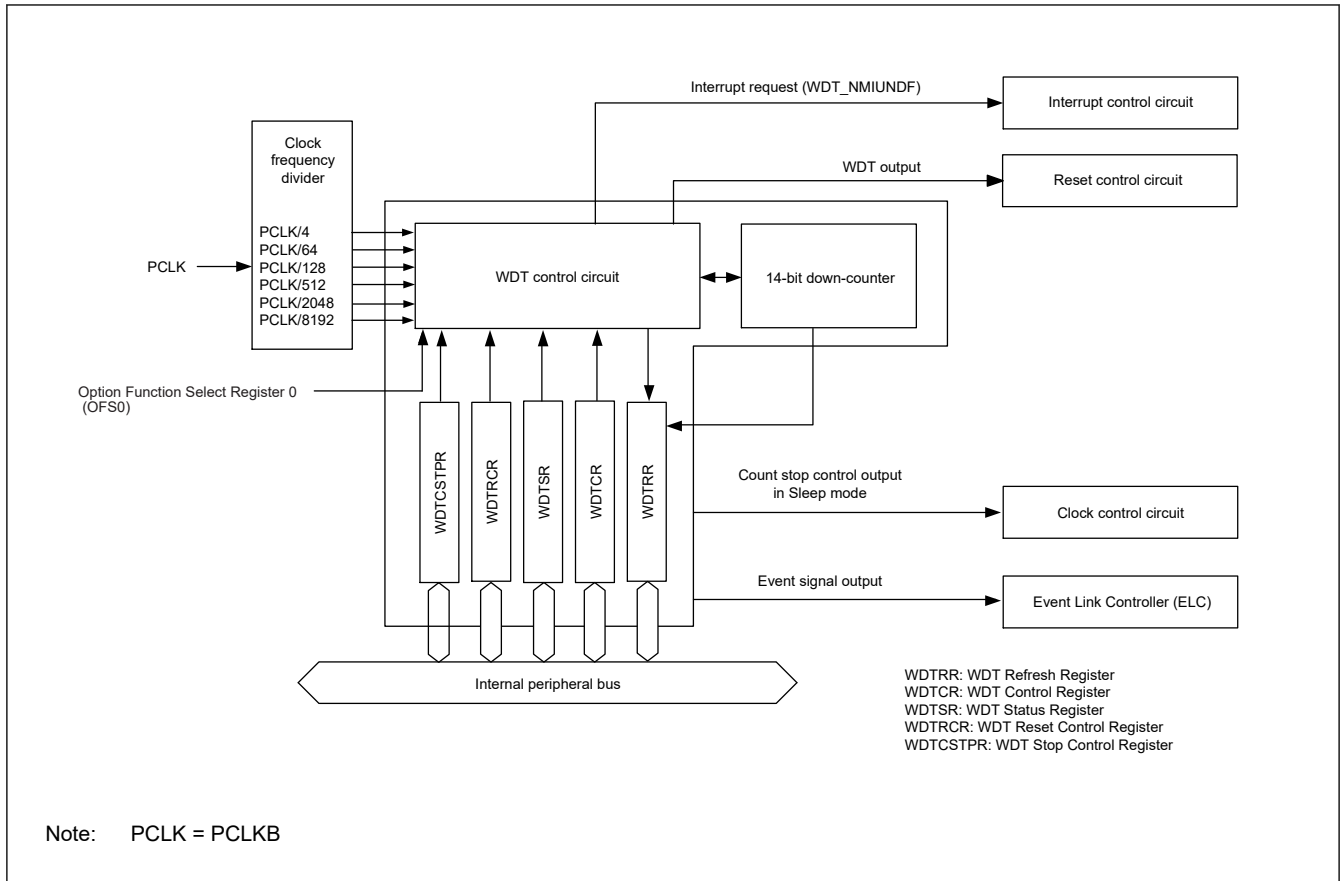 Interrupt request (WDT_NMIUNDF)
Interrupt control circuit
Clock
frequency
divider
WDT output
Reset control circuit
PCLK/4
PCLK/64
PCLK/128
PCLK/512
PCLK/2048
PCLK/8192
PCLK
WDT control circuit
14-bit down-counter
Option Function Select Register 0
(OFS0)
WDTCSTPR
WDTRCR
WDTSR
WDTCR
WDTRR
Count stop control output
in Sleep mode
Clock control circuit
Event signal output
Event Link Controller (ELC)
Internal peripheral bus
WDTRR: WDT Refresh Register
WDTCR: WDT Control Register
WDTSR: WDT Status Register
WDTRCR: WDT Reset Control Register
WDTCSTPR: WDT Stop Control Register
Note: PCLK = PCLKB